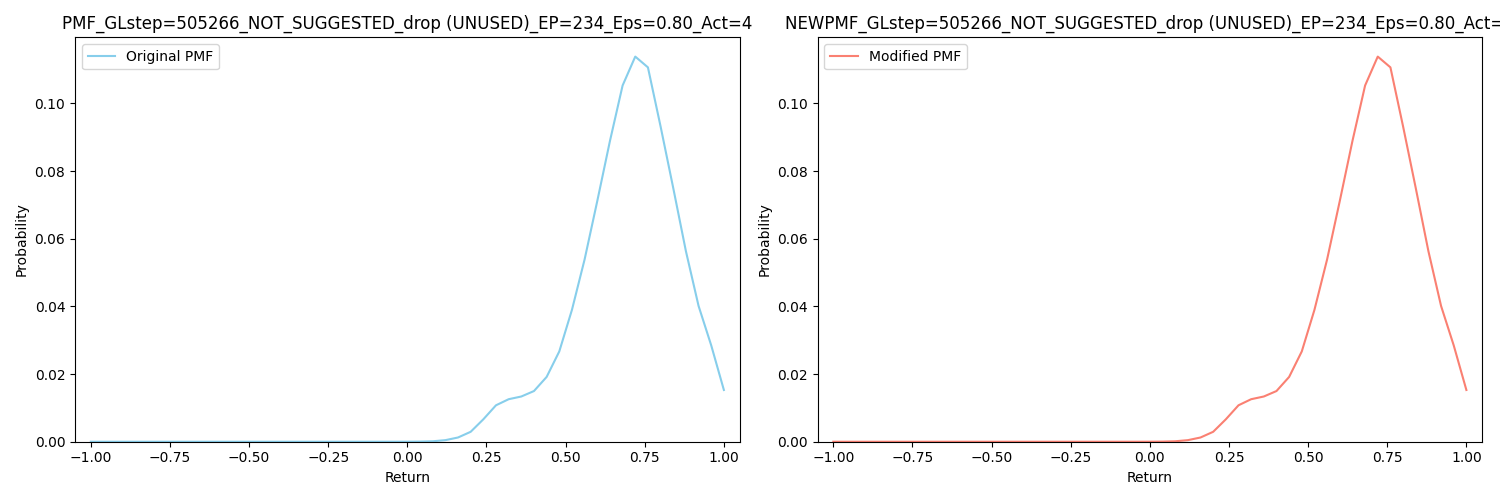 PMF_GLstep=505266_NOT_SUGGESTED_drop (UNUSED)_EP=234_Eps=0.80_Act=4
Original PMF
0.10
0.08
0.06
0.04
0.02
0.00
Probability
−1.00 −0.75 −0.50 −0.25 0.00 0.25 0.50 0.75 1.00
Return
NEWPMF_GLstep=505266_NOT_SUGGESTED_drop (UNUSED)_EP=234_Eps=0.80_Act=
Modified PMF
0.10
0.08
0.06
0.04
0.02
0.00
Probability
−1.00 −0.75 −0.50 −0.25 0.00 0.25 0.50 0.75 1.00
Return